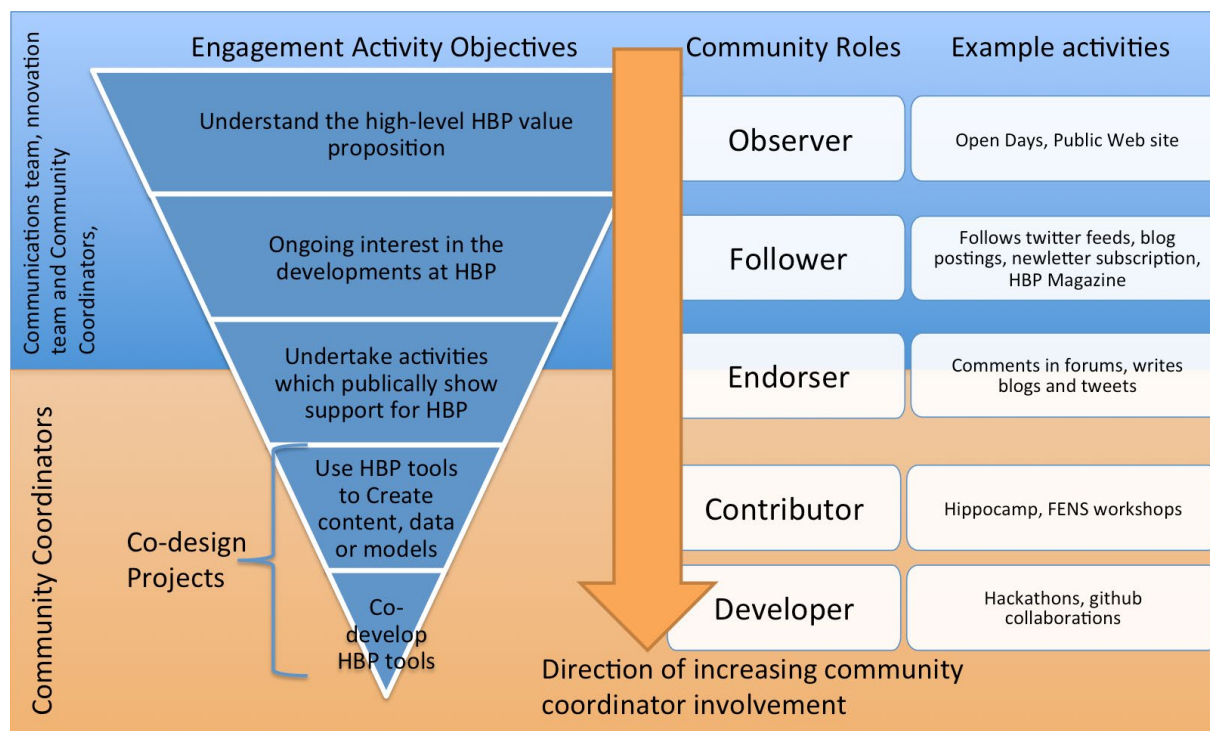 Engagement Activity Objectives
Community Roles
Example activities
Communications team, nnovation
team and Community
Coordinators,
Understand the high-level HBP value
proposition
Observer
Open Days, Public Web site
Ongoing interest in the
developments at HBP
Follower
Follows twitter feeds, blog
postings, newletter subscription,
HBP Magazine
Undertake activities
which publically show
support for HBP
Endorser
Comments in forums, writes
blogs and tweets
Community Coordinators
Co-design
Projects
Use HBP tools
to Create
content, data
or models
Contributor
Hippocamp, FENS workshops
Co-
develop
HBP tools
Developer
Hackathons, github
collaborations
Direction of increasing community
coordinator involvement